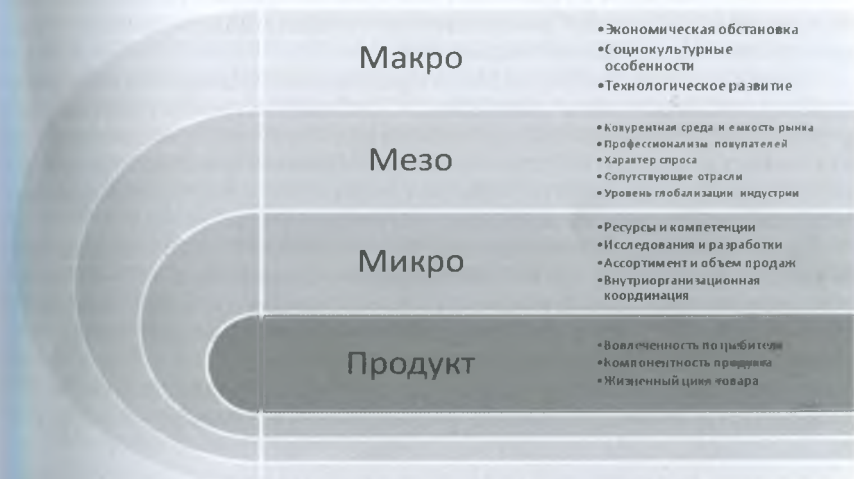 Макро
•Экономическая обстановка
•Социокультурные
особенности
•Технологическое развитие
Мезо
•Конкурентная среда и емкость рынка
•Профессионализм покупателей
•Характер спроса
•Сопутствующие отрасли
•Уровень глобализации индустрии
Микро
•Ресурсы и компетенции
•Исследования и разработки
•Ассортимент и объем продаж
•Внутриорганизационная
координация
Продукт
•Вовлеченность потребителя
•Компонентность продукта
•Жизненный цикл товара